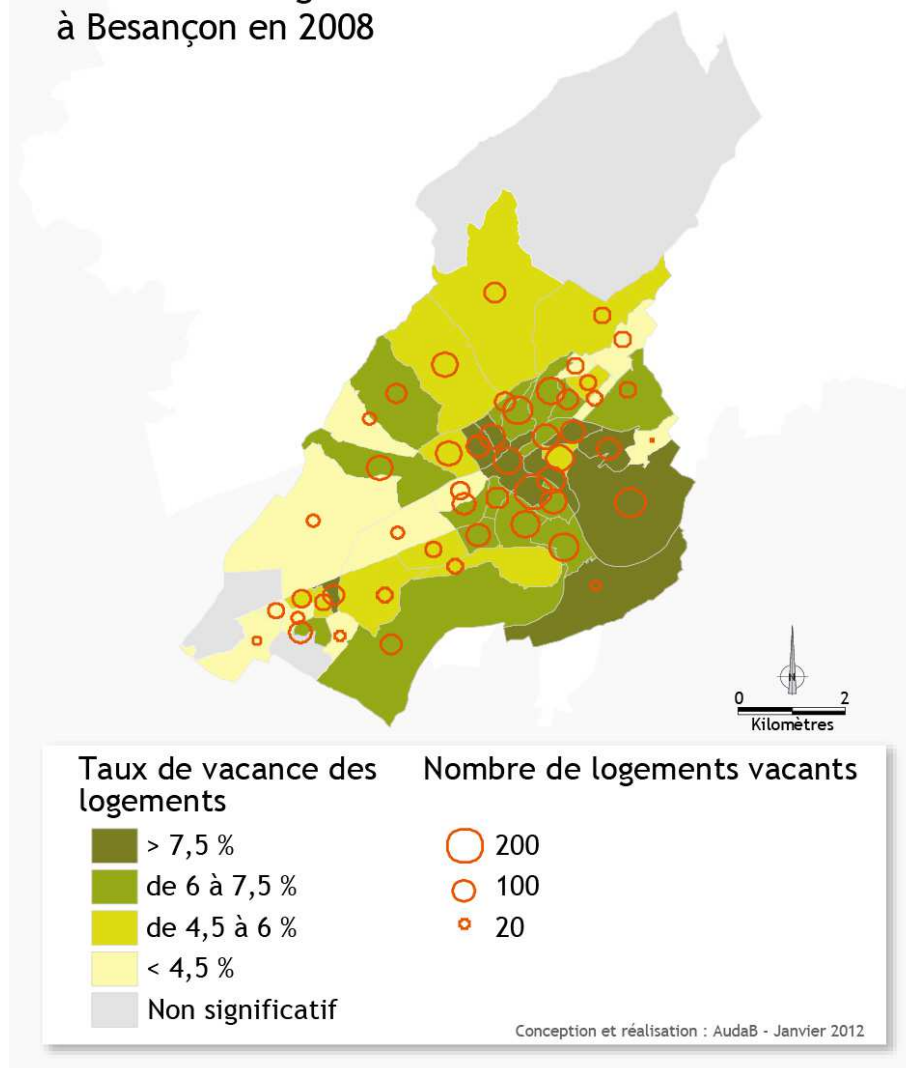 à Besançon en 2008
N
0 2
Kilomètres
Taux de vacance des
logements
> 7,5 %
de 6 à 7,5 %
de 4,5 à 6 %
< 4,5 %
Non significatif
Nombre de logements vacants
200
100
20
Conception et réalisation : AudaB - Janvier 2012